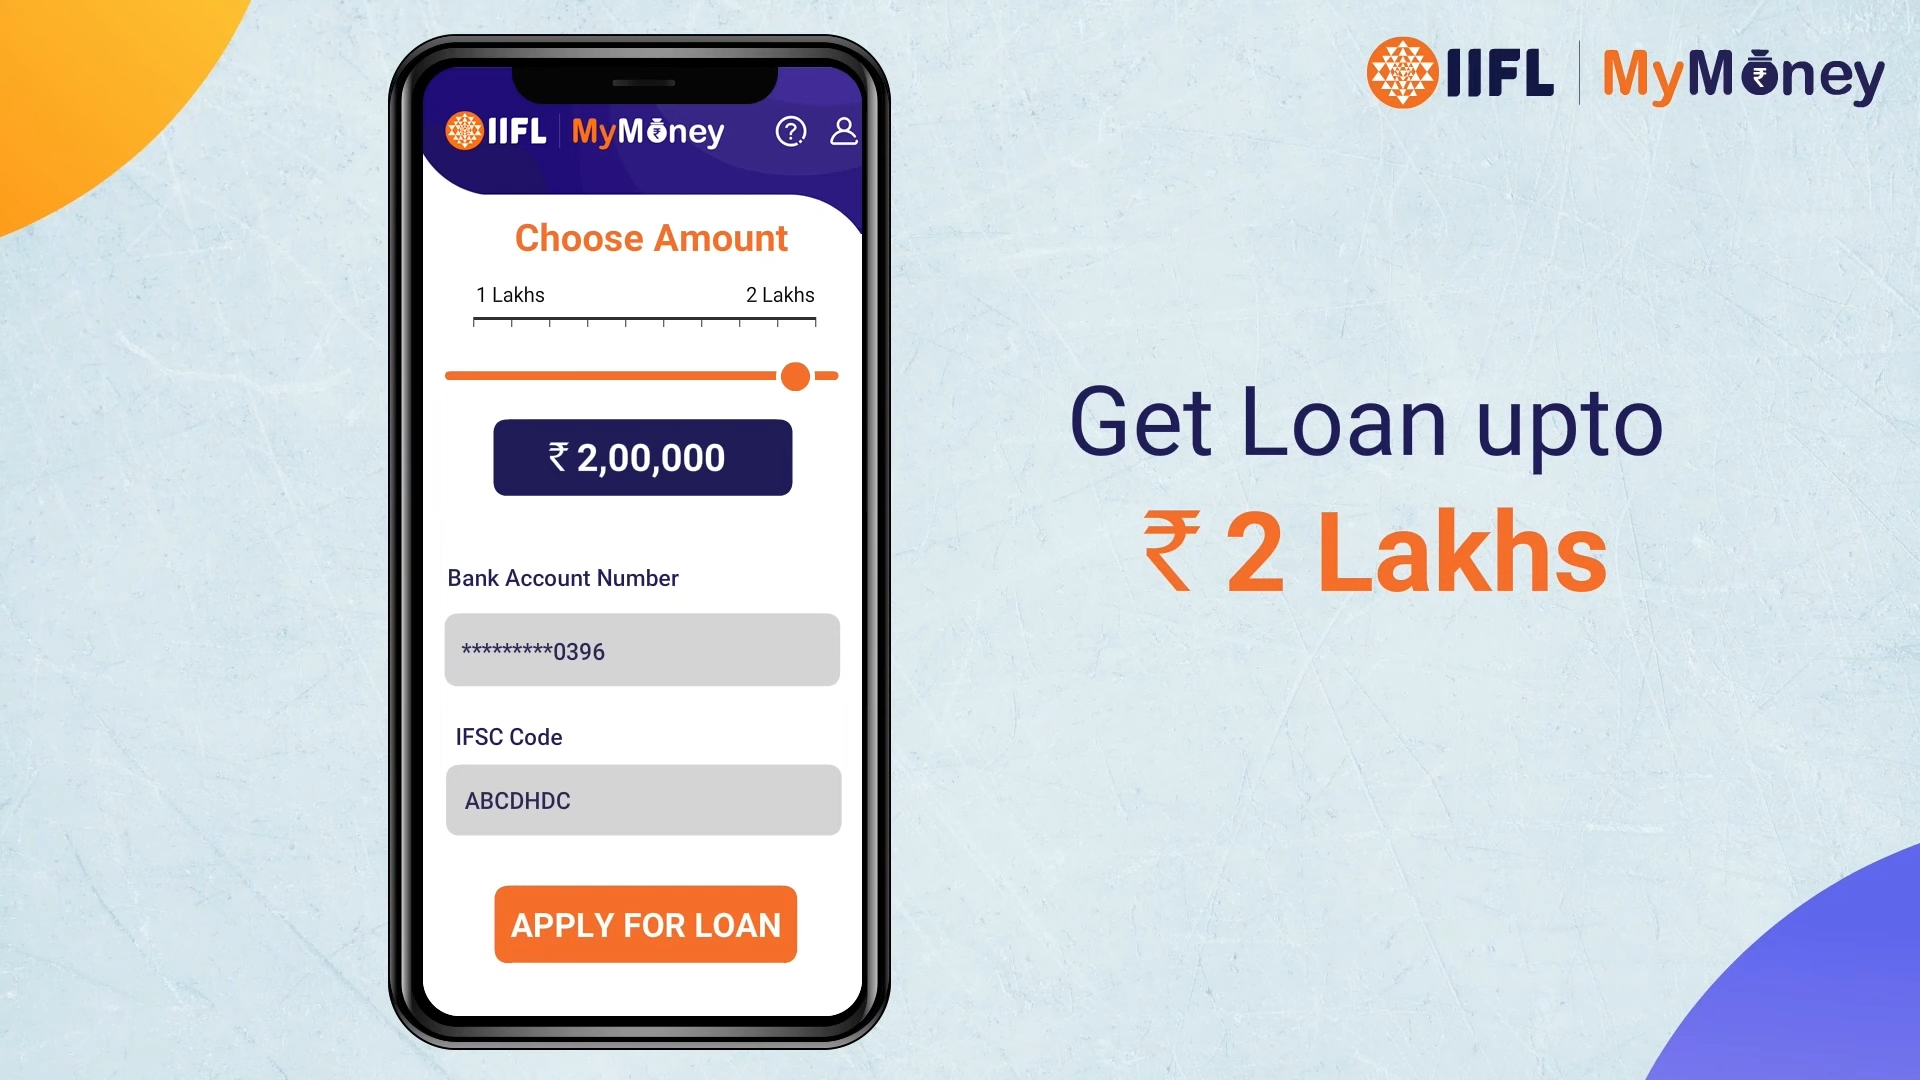 IIFL MyMoney
IIFL MyMoney
Choose Amount
1 Lakhs 2 Lakhs
₹ 2,00,000
Bank Account Number
*********0396
IFSC Code
ABCDHDC
APPLY FOR LOAN
Get Loan upto
₹ 2 Lakhs